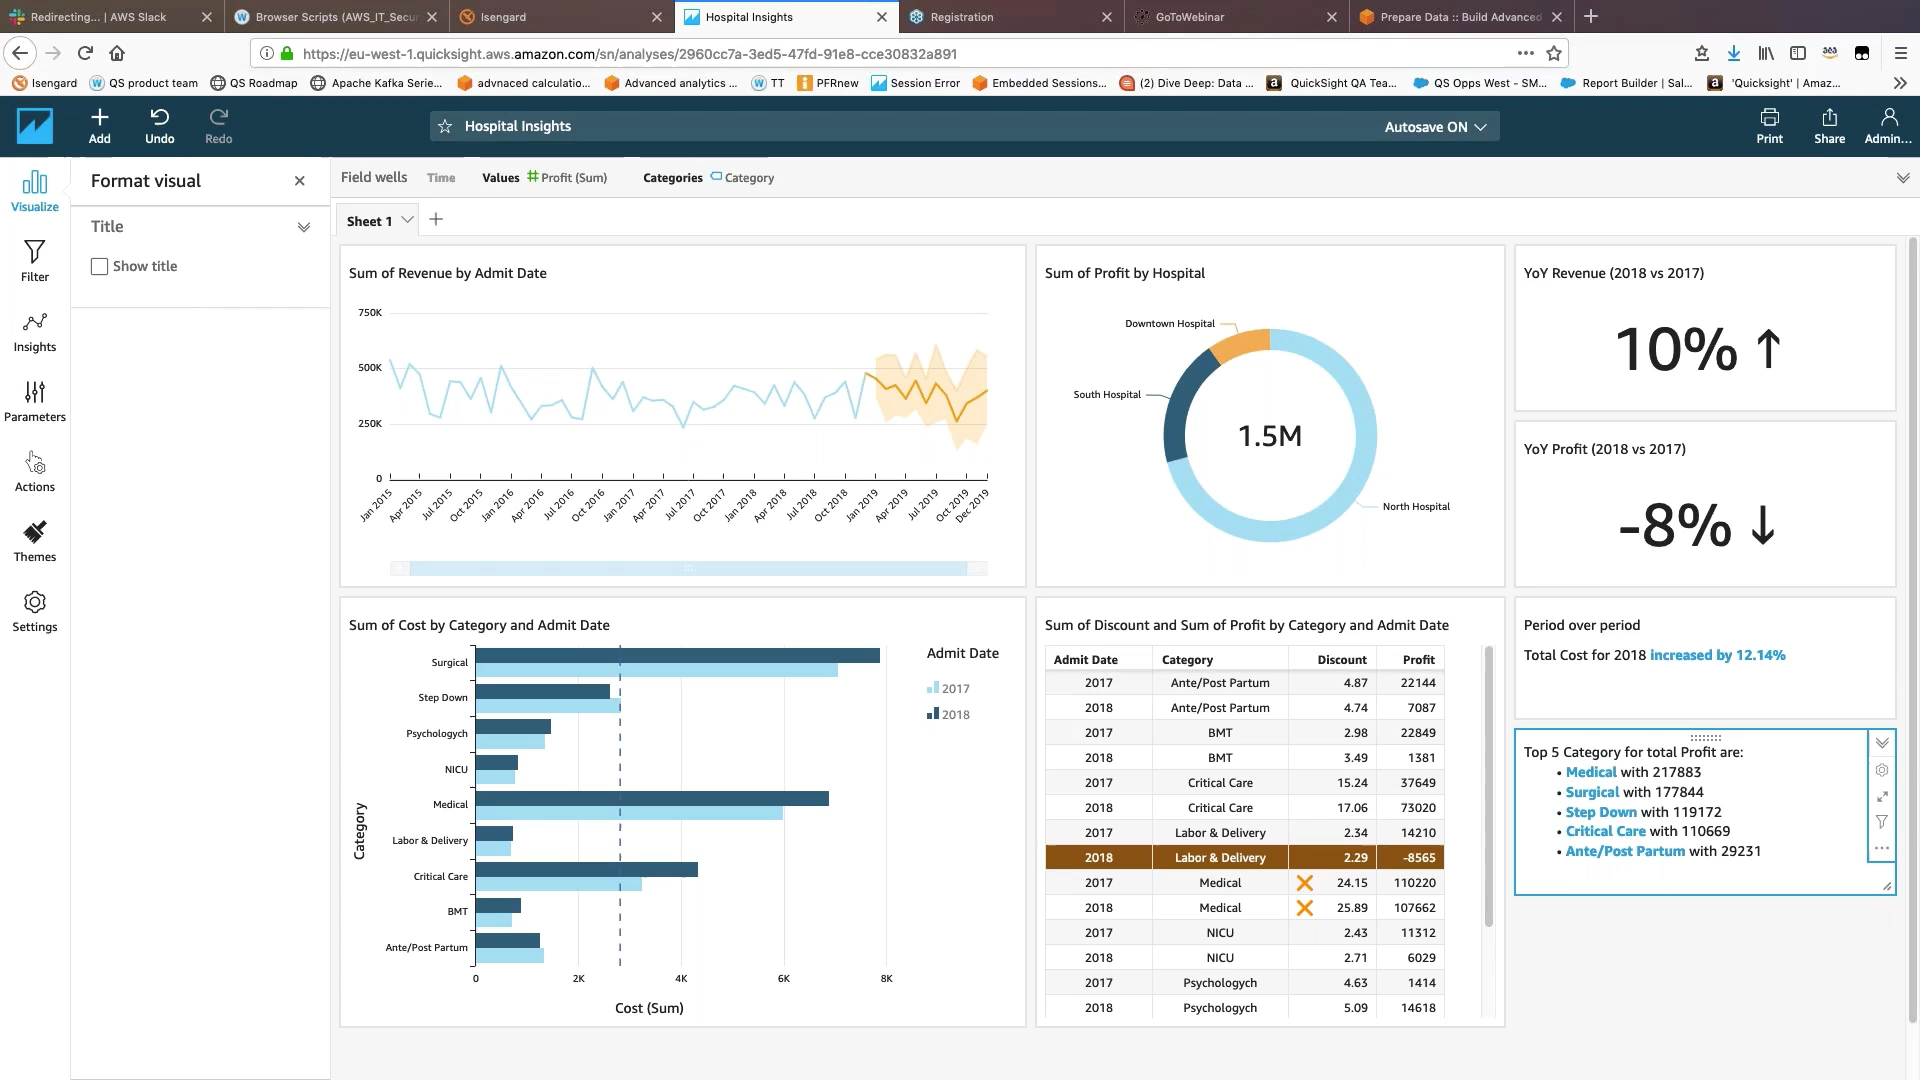 Redirecting... | AWS Slack
Browser Scripts (AWS_IT_Secur
Isengard
Hospital Insights
Registration
GoToWebinar
Prepare Data :: Build Advanced
https://eu-west-1.quicksight.aws.amazon.com/sn/analyses/2960cc7a-3ed5-47fd-91e8-cce30832a891
Isengard
QS product team
QS Roadmap
Apache Kafka Serie...
advnaced calculatio...
Advanced analytics ...
TT
PFRnew
Session Error
Embedded Sessions...
(2) Dive Deep: Data ...
QuickSight QA Tea...
QS Opps West - SM...
Report Builder | Sal...
'Quicksight' | Amaz...
Add
Undo
Redo
Hospital Insights
Autosave ON
Print
Share
Admin...
Visualize
Filter
Insights
Parameters
Actions
Themes
Settings
Format visual
Title
Show title
Field wells Time Values Profit (Sum) Categories Category
Sheet 1
Sum of Revenue by Admit Date
750K
500K
250K
0
Jan 2015
Apr 2015
Jul 2015
Oct 2015
Jan 2016
Apr 2016
Jul 2016
Oct 2016
Jan 2017
Apr 2017
Jul 2017
Oct 2017
Jan 2018
Apr 2018
Jul 2018
Oct 2018
Jan 2019
Apr 2019
Jul 2019
Oct 2019
Dec 2019
Sum of Profit by Hospital
Downtown Hospital
South Hospital
1.5M
North Hospital
YoY Revenue (2018 vs 2017)
10% ↑
YoY Profit (2018 vs 2017)
-8% ↓
Sum of Cost by Category and Admit Date
Category
Surgical
Step Down
Psychologych
NICU
Medical
Labor & Delivery
Critical Care
BMT
Ante/Post Partum
0
2K
4K
6K
8K
Cost (Sum)
Admit Date
2017
2018
Sum of Discount and Sum of Profit by Category and Admit Date
Admit Date Category Discount Profit
2017 Ante/Post Partum 4.87 22144
2018 Ante/Post Partum 4.74 7087
2017 BMT 2.98 22849
2018 BMT 3.49 1381
2017 Critical Care 15.24 37649
2018 Critical Care 17.06 73020
2017 Labor & Delivery 2.34 14210
2018 Labor & Delivery 2.29 -8565
2017 Medical 24.15 110220
2018 Medical 25.89 107662
2017 NICU 2.43 11312
2018 NICU 2.71 6029
2017 Psychologych 4.63 1414
2018 Psychologych 5.09 14618
Period over period
Total Cost for 2018 increased by 12.14%
Top 5 Category for total Profit are:
• Medical with 217883
• Surgical with 177844
• Step Down with 119172
• Critical Care with 110669
• Ante/Post Partum with 29231